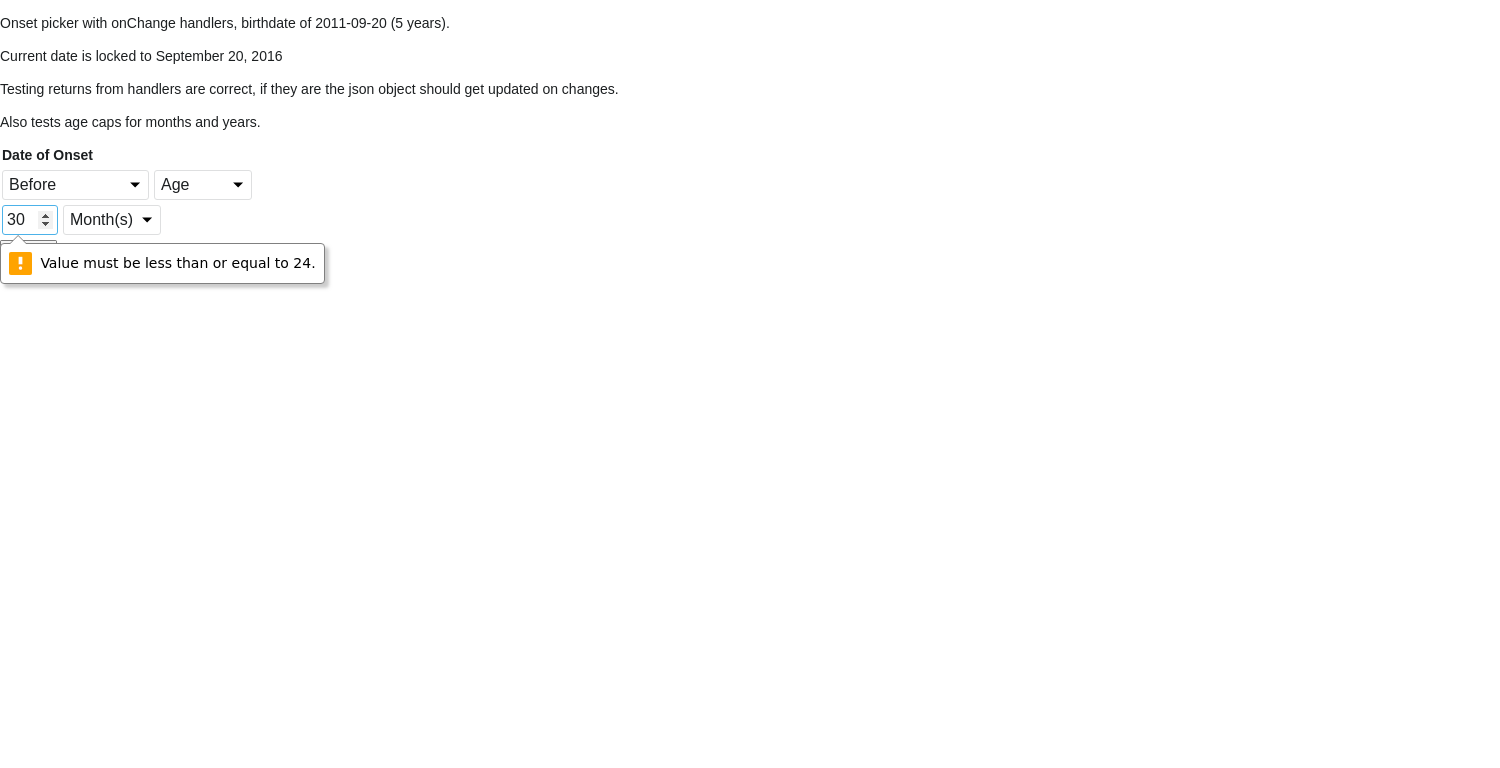 Onset picker with onChange handlers, birthdate of 2011-09-20 (5 years).
Current date is locked to September 20, 2016
Testing returns from handlers are correct, if they are the json object should get updated on changes.
Also tests age caps for months and years.
Date of Onset
Before Age
30 Month(s)
Value must be less than or equal to 24.